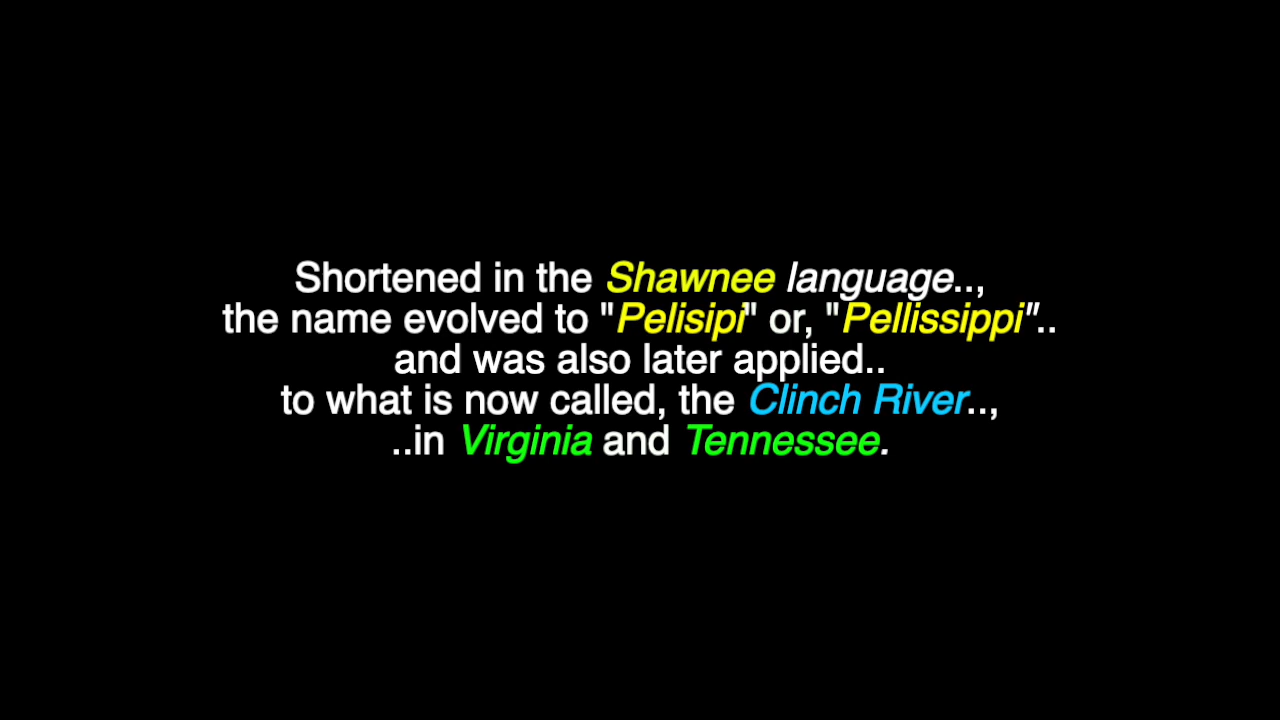 Shortened in the Shawnee language..,
the name evolved to "Pelisipi" or, "Pellissippi"..
and was also later applied..
to what is now called, the Clinch River..,
..in Virginia and Tennessee.